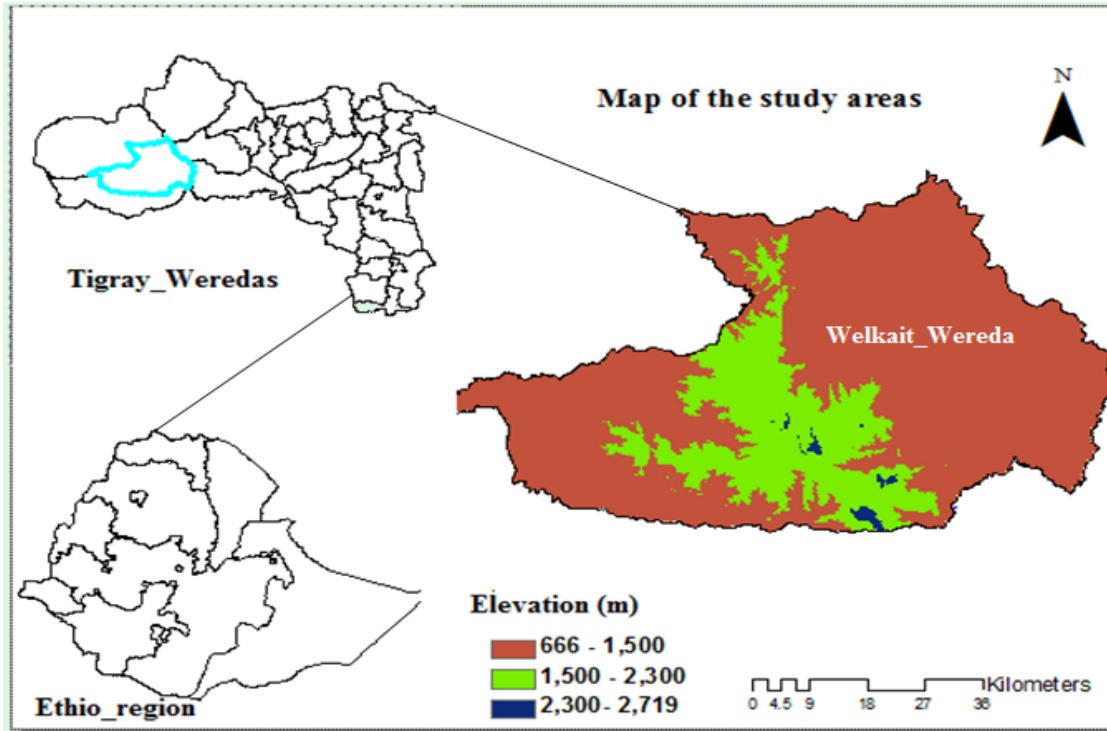 Map of the study areas
N
Tigray_Weredas
Welkait_Wereda
Ethio_region
Elevation (m)
666 - 1,500
1,500 - 2,300
2,300 - 2,719
Kilometers
0 4.5 9 18 27 36